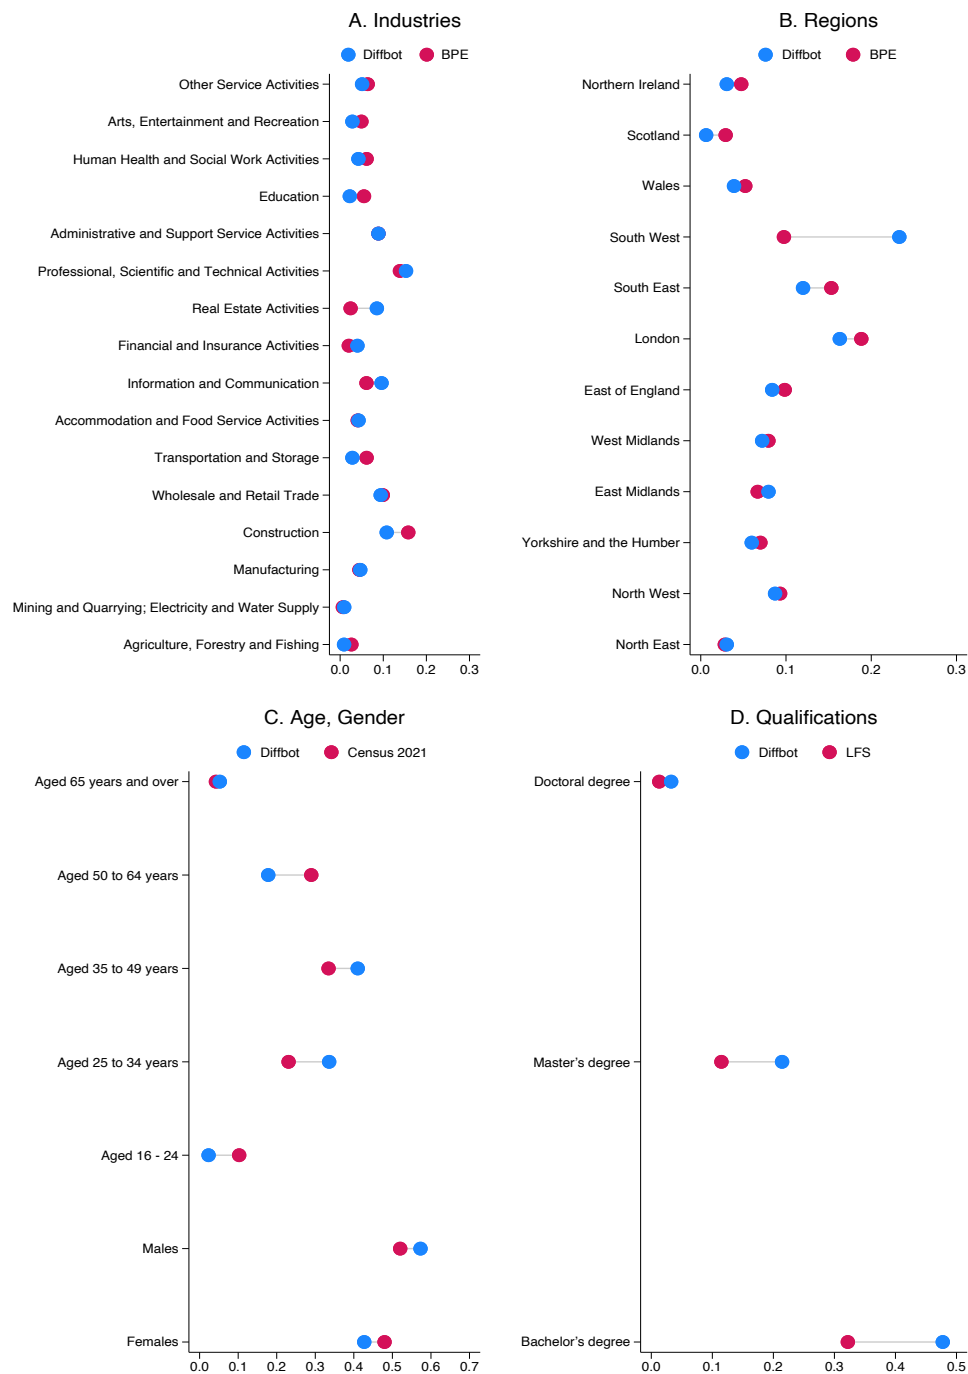 A. Industries
Diffbot BPE
Other Service Activities
Arts, Entertainment and Recreation
Human Health and Social Work Activities
Education
Administrative and Support Service Activities
Professional, Scientific and Technical Activities
Real Estate Activities
Financial and Insurance Activities
Information and Communication
Accommodation and Food Service Activities
Transportation and Storage
Wholesale and Retail Trade
Construction
Manufacturing
Mining and Quarrying; Electricity and Water Supply
Agriculture, Forestry and Fishing
0.0 0.1 0.2 0.3
B. Regions
Diffbot BPE
Northern Ireland
Scotland
Wales
South West
South East
London
East of England
West Midlands
East Midlands
Yorkshire and the Humber
North West
North East
0.0 0.1 0.2 0.3
C. Age, Gender
Diffbot Census 2021
Aged 65 years and over
Aged 50 to 64 years
Aged 35 to 49 years
Aged 25 to 34 years
Aged 16 - 24
Males
Females
0.0 0.1 0.2 0.3 0.4 0.5 0.6 0.7
D. Qualifications
Diffbot LFS
Doctoral degree
Master’s degree
Bachelor’s degree
0.0 0.1 0.2 0.3 0.4 0.5